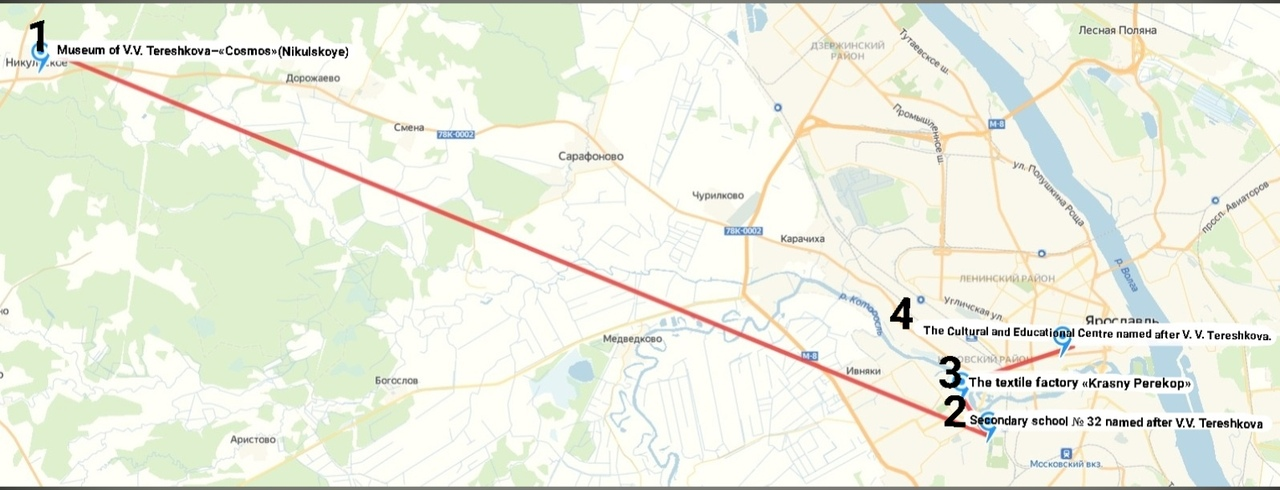 1
Museum of V.V. Tereshkova–«Cosmos»(Nikulskoye)
Дорожаево
Смена
78К-0002
Сарафоново
Чурилково
78К-0002
Карачиха
ДЗЕРЖИНСКИЙ
РАЙОН
Тутаевское ш.
Лесная Поляна
Промышленное ш.
М-8
ул. Полушкина Роща
просп. Авиаторов
р. Волга
ЛЕНИНСКИЙ РАЙОН
р. Которосль
Угличская ул.
4
Ярославль
The Cultural and Educational Centre named after V. V. Tereshkova.
Медведково
М-8
Ивняки
РАЙОН
3
The textile factory «Krasny Perekop»
Богослов
2
Secondary school № 32 named after V.V. Tereshkova
Аристово
Московский вкз.